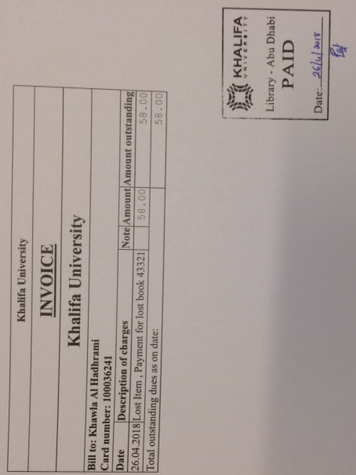 Khalifa University
INVOICE
Khalifa University
Bill to: Khawla Al Hadhrami
Card number: 100036241
Date Description of charges Note Amount Amount outstanding
26.04.2018 Lost Item , Payment for lost book 43321 58.00 58.00
Total outstanding dues as on date: 58.00
KHALIFA
UNIVERSITY
Library - Abu Dhabi
PAID
Date: 26/4/2018